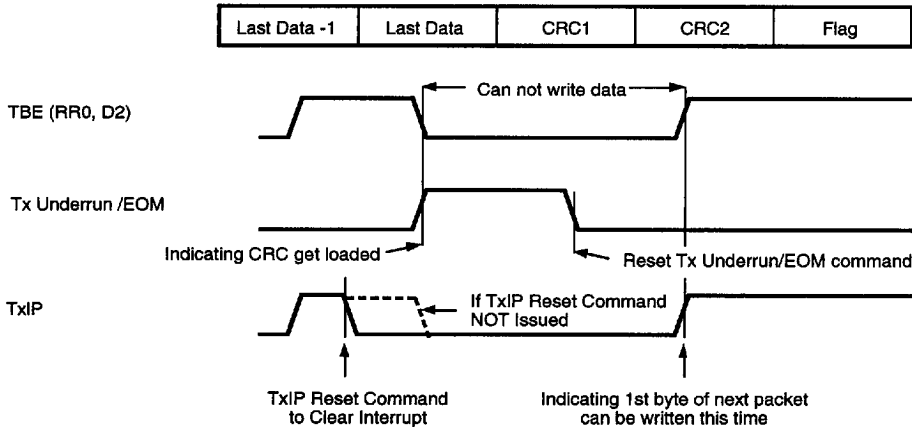 Last Data -1
Last Data
CRC1
CRC2
Flag
Can not write data
TBE (RR0, D2)
Tx Underrun /EOM
Indicating CRC get loaded
Reset Tx Underrun/EOM command
TxIP
If TxIP Reset Command
NOT Issued
TxIP Reset Command
to Clear Interrupt
Indicating 1st byte of next packet
can be written this time